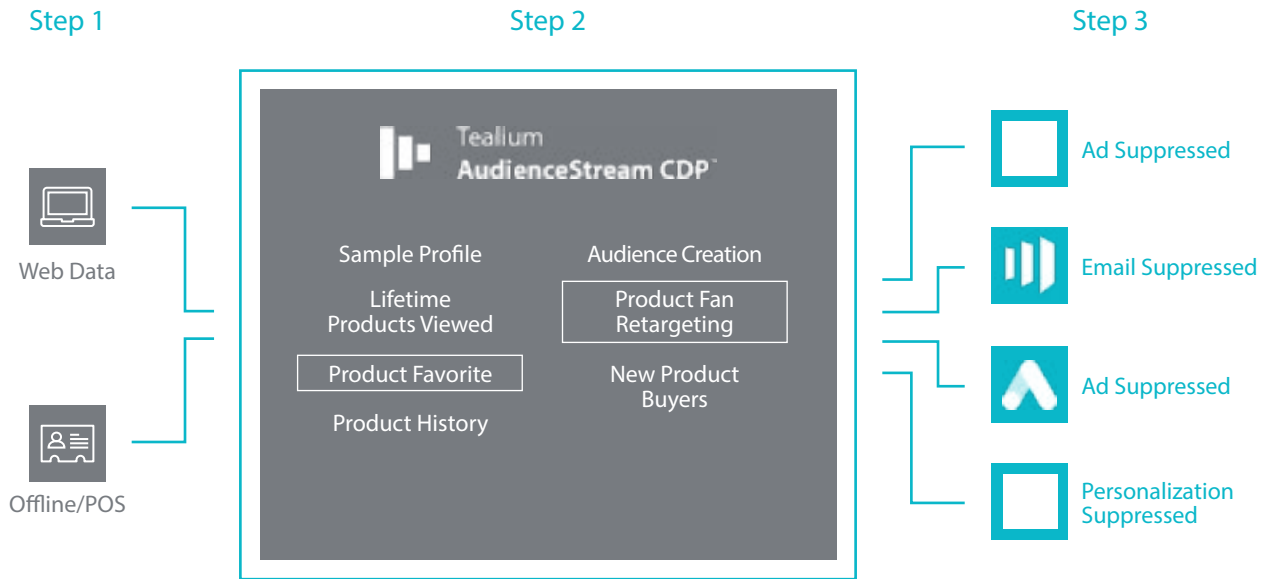 Step 1
Step 2
Step 3
Web Data
Offline/POS
Tealium
AudienceStream CDP™
Sample Profile
Lifetime
Products Viewed
Product Favorite
Product History
Audience Creation
Product Fan
Retargeting
New Product
Buyers
Ad Suppressed
Email Suppressed
Ad Suppressed
Personalization
Suppressed